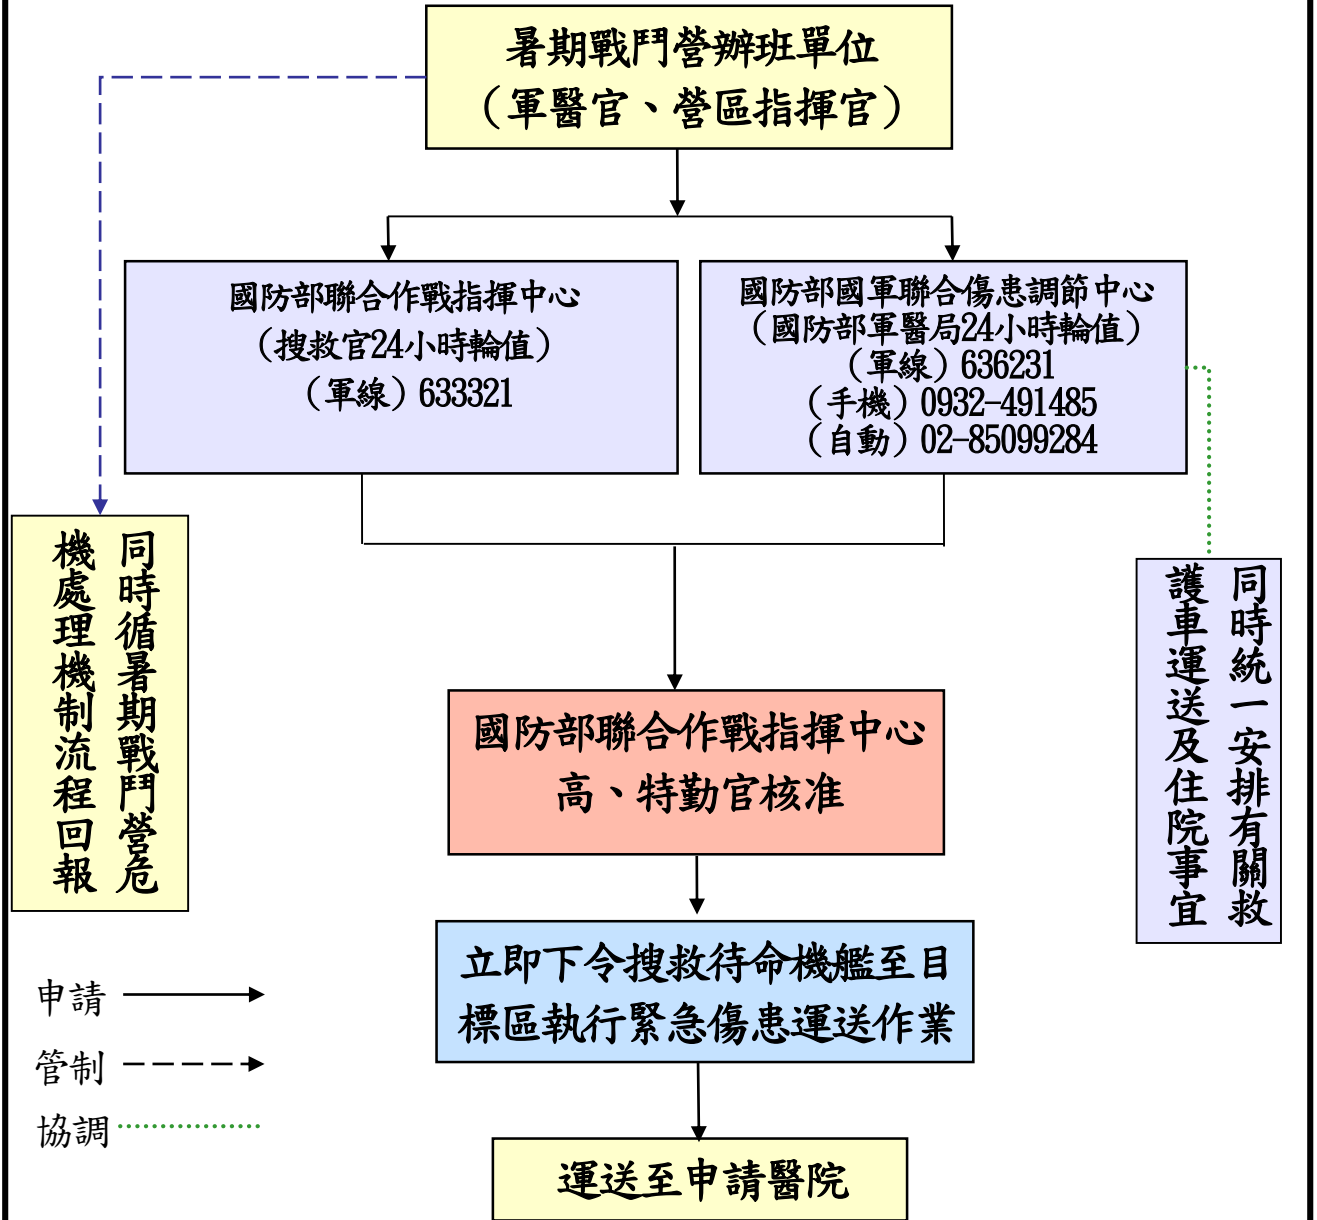 暑期戰鬥營辦班單位
（軍醫官、營區指揮官）
國防部聯合作戰指揮中心
（搜救官24小時輪值）
（軍線）633321
國防部國軍聯合傷患調節中心
（國防部軍醫局24小時輪值）
（軍線）636231
（手機）0932-491485
（自動）02-85099284
同時循暑期戰鬥營危
機處理機制流程回報
同時統一安排有關救
護車運送及住院事宜
國防部聯合作戰指揮中心
高、特勤官核准
立即下令搜救待命機艦至目
標區執行緊急傷患運送作業
運送至申請醫院
申請
管制
協調